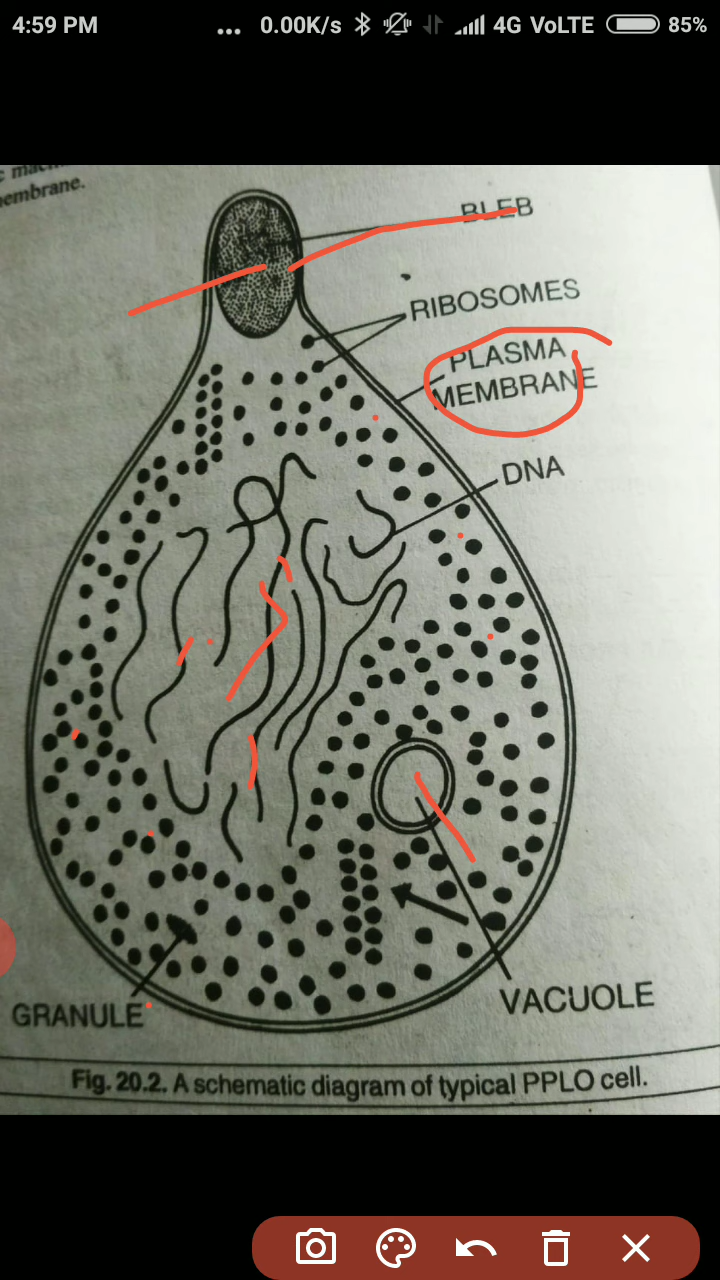 4:59 PM ... 0.00K/s 4G VoLTE 85%
membrane.
BLEB
RIBOSOMES
PLASMA
MEMBRANE
DNA
GRANULE
VACUOLE
Fig. 20.2. A schematic diagram of typical PPLO cell.